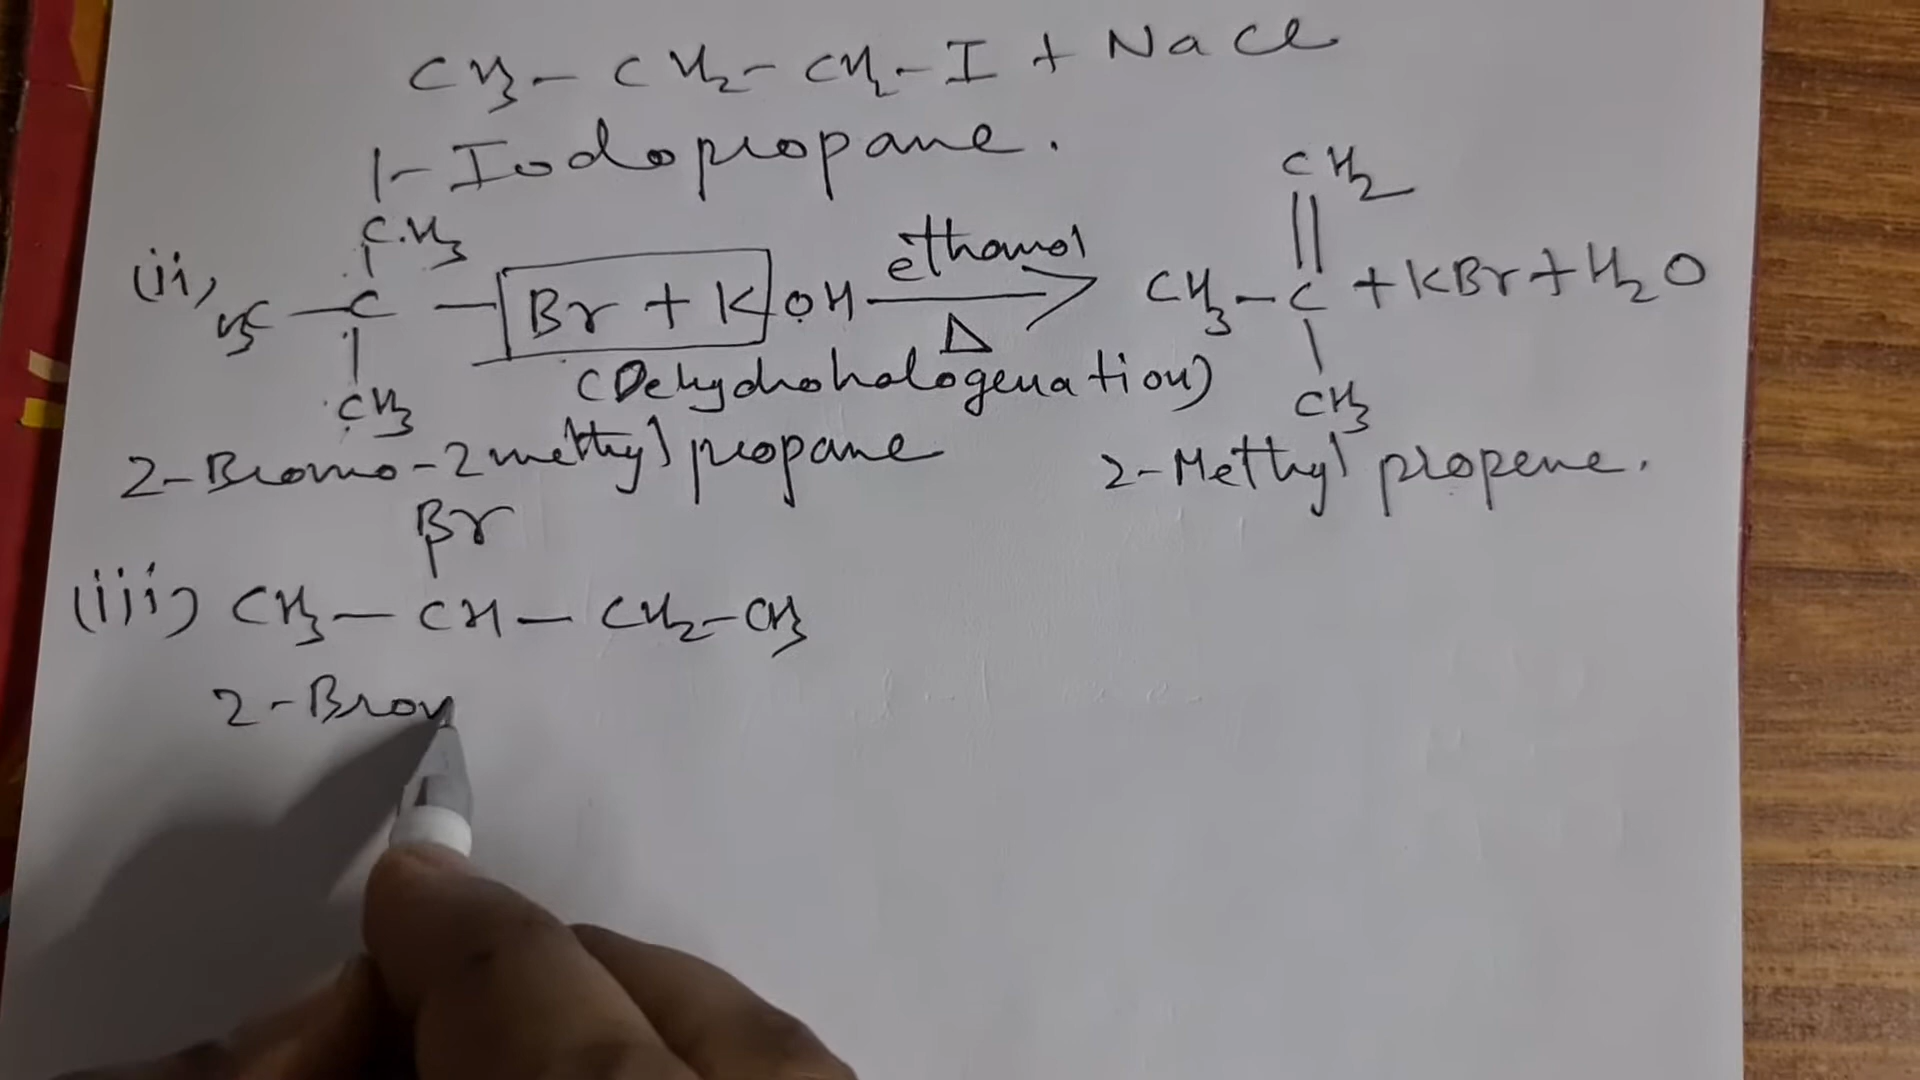 CH3 - CH2 - CH2 - I + NaCl
1-Iodopropane.
CH3
CH2
(ii) H3C - C - Br + KOH ethanol → Δ CH3 - C + KBr + H2O
(Dehydrohalogenation)
CH3
CH3
2-Bromo-2methyl propane
2-Methyl propene.
Br
(iii) CH3 - CH - CH2 - CH3
2-Brom